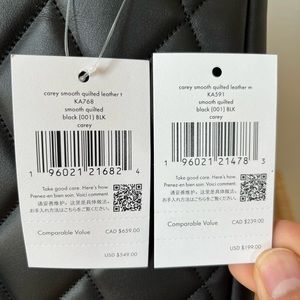 carey smooth quilted leather t
KA768
smooth quilted
black (001) BLK
carey
1 96021 21682 4
Take good care. Here's how.
Prenez-en bien soin. Voici comment.
请妥善维护。这里是具体做法。
お手入れ方法はこちらをご覧ください。
Comparable Value CAD $659.00
USD $549.00
carey smooth quilted leather m
KA591
smooth quilted
black (001) BLK
carey
1 96021 21478 3
Take good care. Here's how.
Prenez-en bien soin. Voici comment.
请妥善维护。这里是具体做法。
お手入れ方法はこちらをご覧ください。
Comparable Value CAD $239.00
USD $199.00